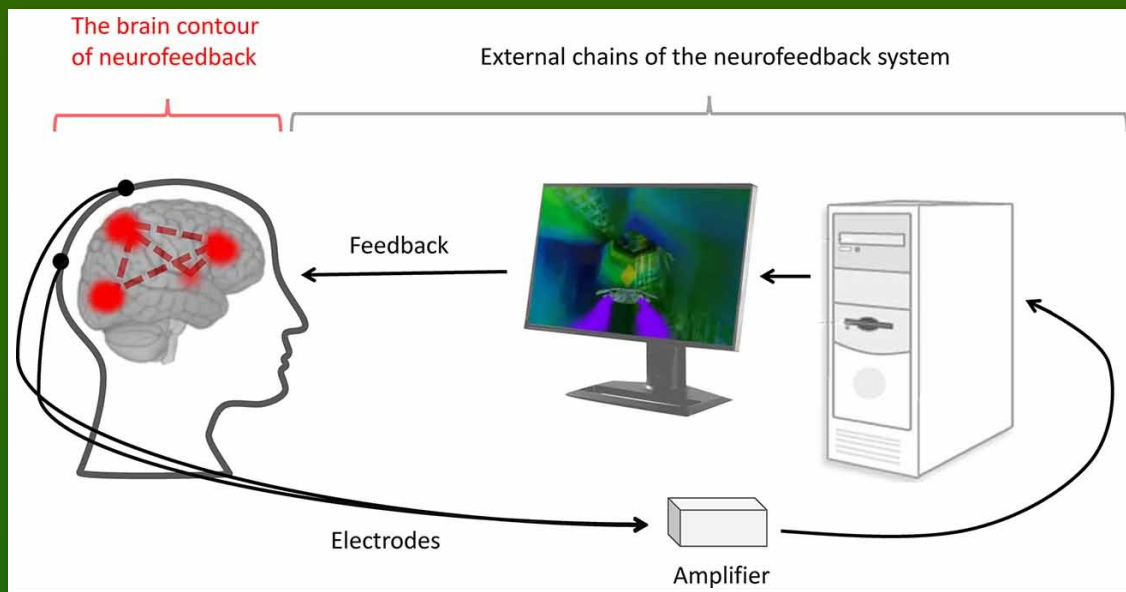 The brain contour
of neurofeedback
External chains of the neurofeedback system
Feedback
Electrodes
Amplifier